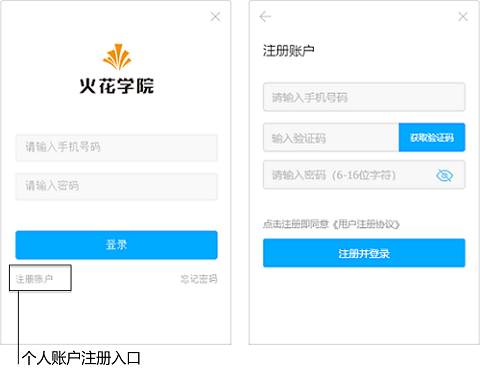 火花学院
请输入手机号码
请输入密码
登录
注册账户
忘记密码
个人账户注册入口
注册账户
请输入手机号码
输入验证码
获取验证码
请输入密码（6-16位字符）
点击注册即同意《用户注册协议》
注册并登录